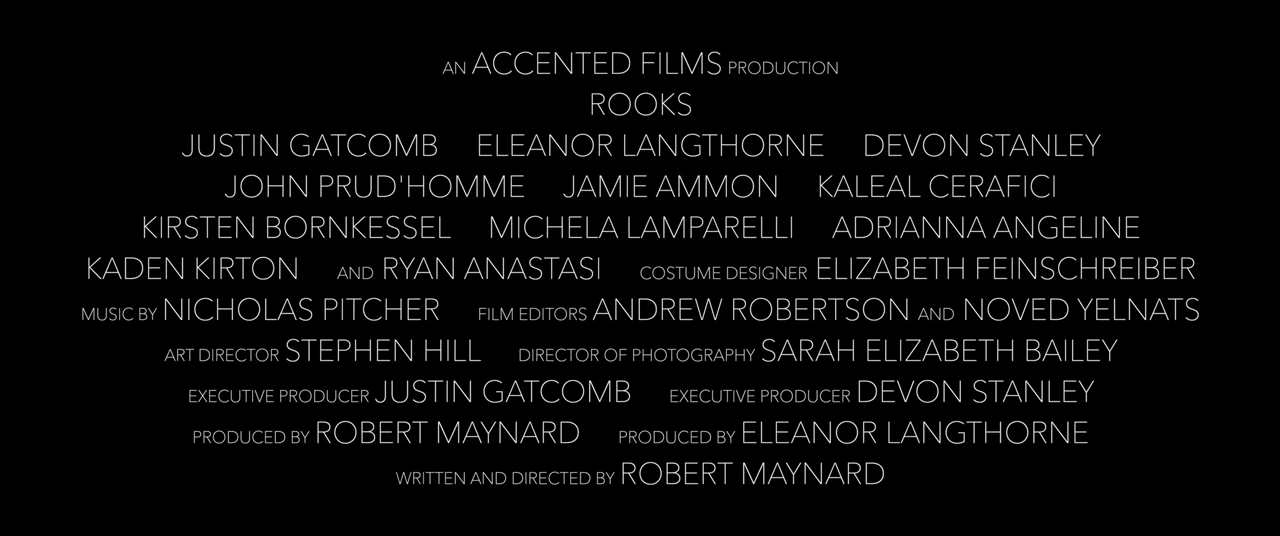 AN ACCENTED FILMS PRODUCTION
ROOKS
JUSTIN GATCOMB ELEANOR LANGTHORNE DEVON STANLEY
JOHN PRUD'HOMME JAMIE AMMON KALEAL CERAFICI
KIRSTEN BORNKESSEL MICHELA LAMPARELLI ADRIANNA ANGELINE
KADEN KIRTON AND RYAN ANASTASI COSTUME DESIGNER ELIZABETH FEINSCHREIBER
MUSIC BY NICHOLAS PITCHER FILM EDITORS ANDREW ROBERTSON AND NOVED YELNATS
ART DIRECTOR STEPHEN HILL DIRECTOR OF PHOTOGRAPHY SARAH ELIZABETH BAILEY
EXECUTIVE PRODUCER JUSTIN GATCOMB EXECUTIVE PRODUCER DEVON STANLEY
PRODUCED BY ROBERT MAYNARD PRODUCED BY ELEANOR LANGTHORNE
WRITTEN AND DIRECTED BY ROBERT MAYNARD